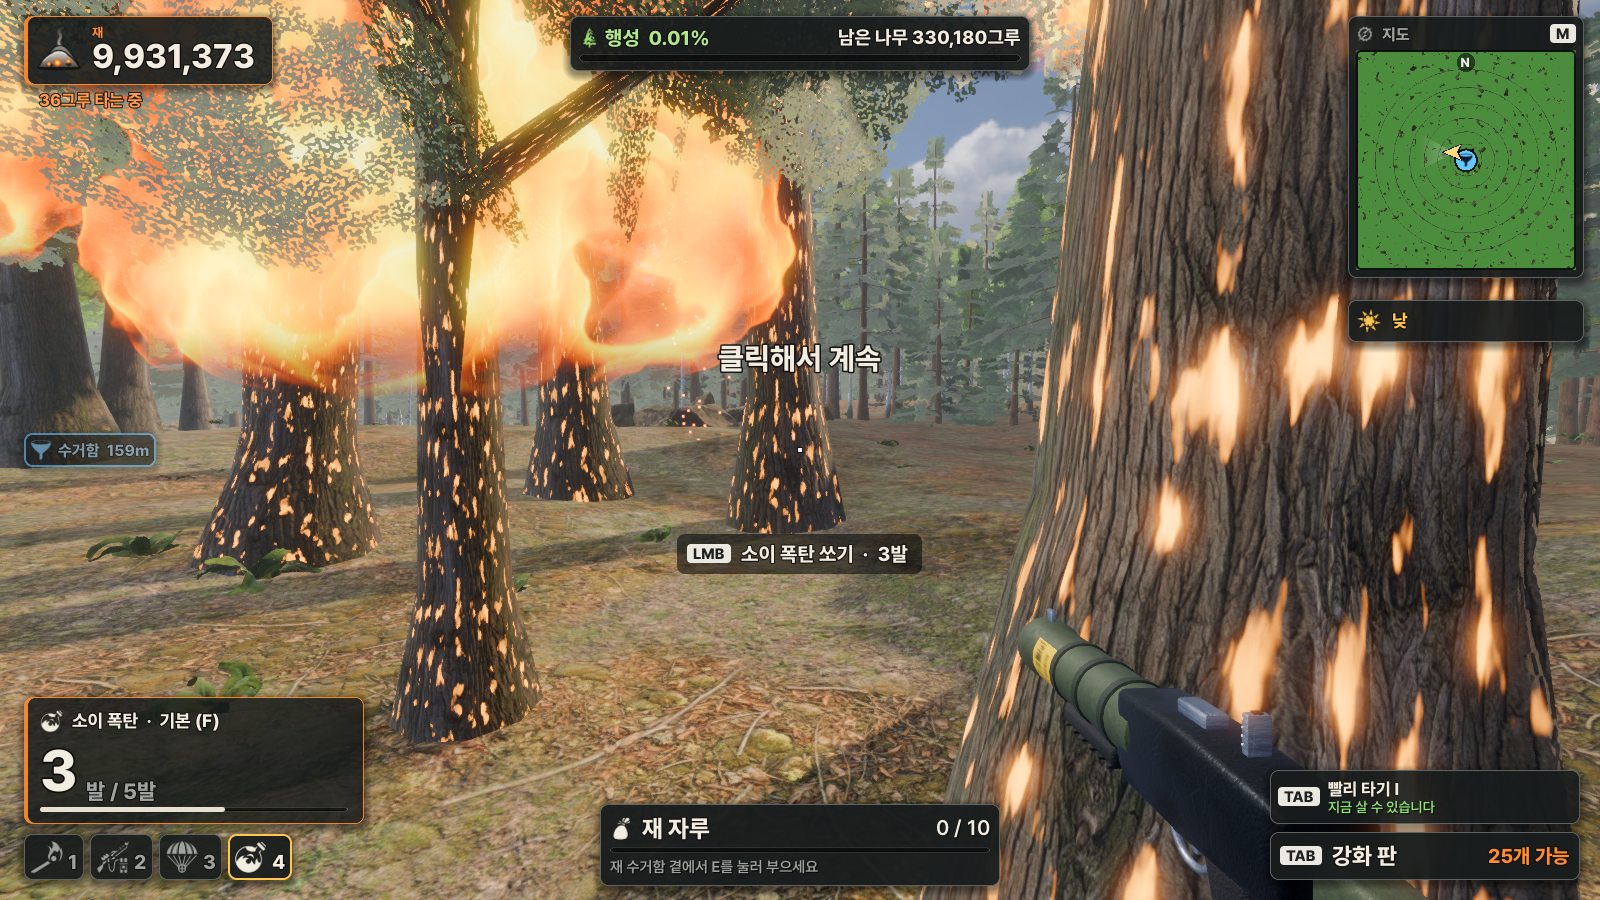 재
9,931,373
36그루 타는 중
행성 0.01%
남은 나무 330,180그루
지도
M
N
낮
클릭해서 계속
수거함 159m
LMB 소이 폭탄 쏘기 · 3발
소이 폭탄 · 기본 (F)
3 발 / 5발
1
2
3
4
재 자루
0 / 10
재 수거함 곁에서 E를 눌러 부으세요
TAB 빨리 타기 I
지금 살 수 있습니다
TAB 강화 판
25개 가능